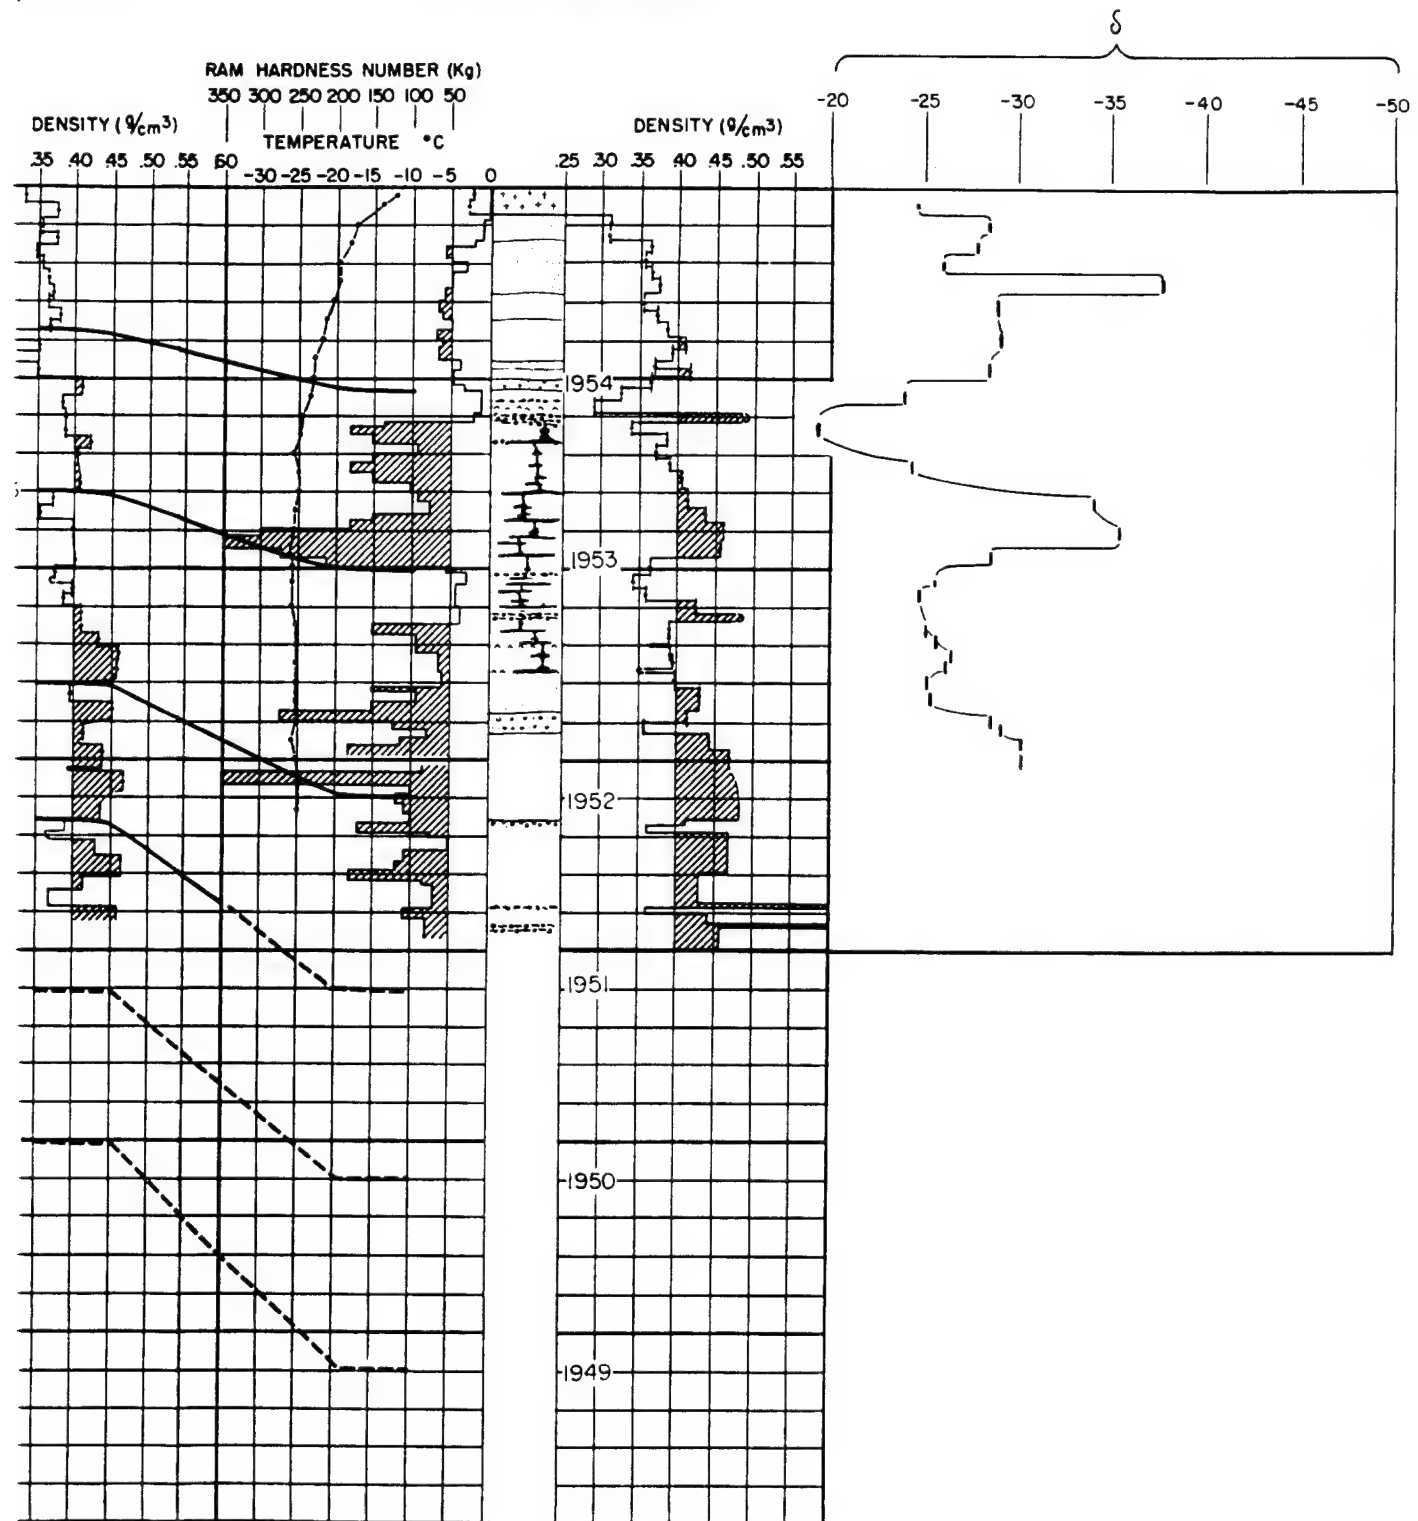 δ
RAM HARDNESS NUMBER (Kg)
350 300 250 200 150 100 50
-20 -25 -30 -35 -40 -45 -50
DENSITY (g/cm³)
DENSITY (g/cm³)
TEMPERATURE °C
.35 .40 .45 .50 .55 .60
-30 -25 -20 -15 -10 -5 0
.25 .30 .35 .40 .45 .50 .55
1954
1953
1952
1951
1950
1949